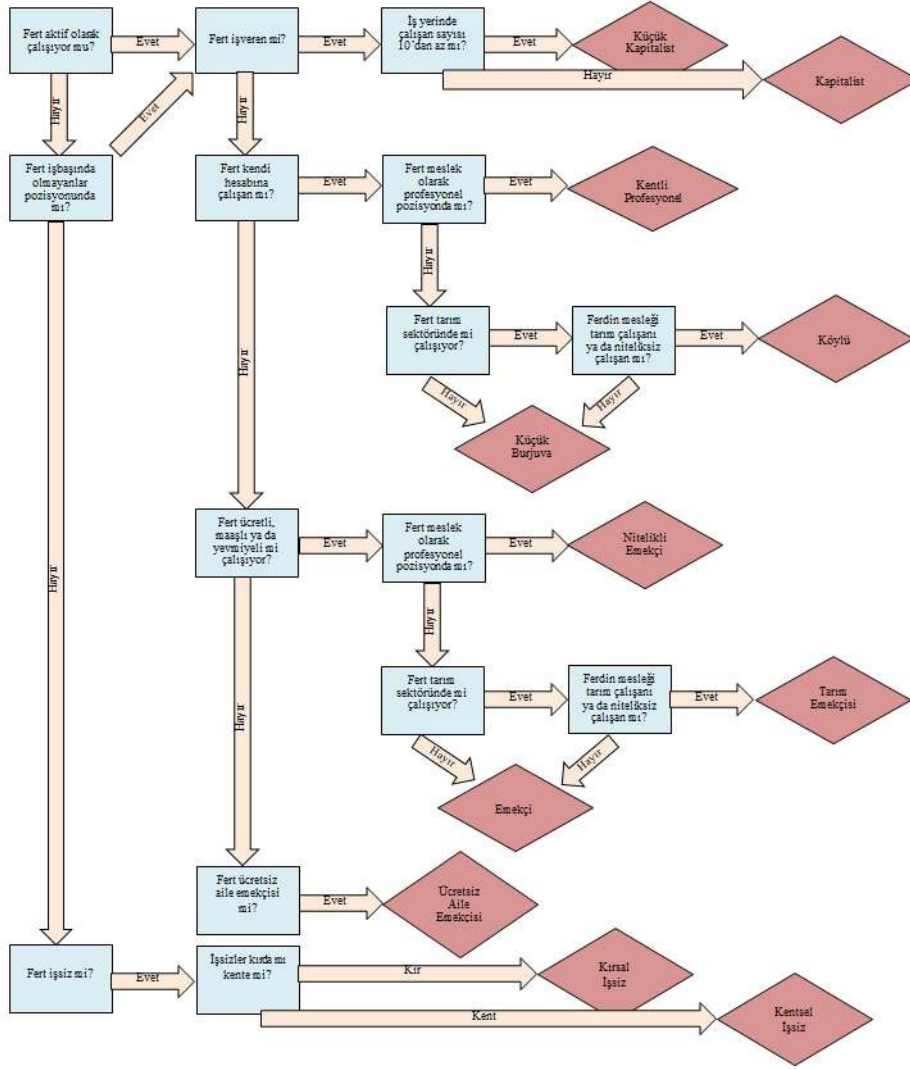 Fert aktif olarak
çalışıyor mu?
Evet
Fert işveren mi?
Evet
İş yerinde
çalışan sayısı
10'dan az mı?
Evet
Küçük
Kapitalist
Hayır
Kapitalist
Hayır
Evet
Hayır
Fert işbaşında
olmayanlar
pozisyonunda
mı?
Fert kendi
hesabına
çalışan mı?
Evet
Fert meslek
olarak
profesyonel
pozisyonda mı?
Evet
Kentli
Profesyonel
Hayır
Fert tarım
sektöründe mi
çalışıyor?
Evet
Ferdin mesleği
tarım çalışanı
ya da niteliksiz
çalışan mı?
Evet
Köylü
Hayır
Hayır
Hayır
Küçük
Burjuva
Fert ücretli,
maaşlı ya da
yevmiyeli mi
çalışıyor?
Evet
Fert meslek
olarak
profesyonel
pozisyonda mı?
Evet
Nitelikli
Emekçi
Hayır
Hayır
Fert tarım
sektöründe mi
çalışıyor?
Evet
Ferdin mesleği
tarım çalışanı
ya da niteliksiz
çalışan mı?
Evet
Tarım
Emekçisi
Hayır
Hayır
Hayır
Emekçi
Fert ücretsiz
aile emekçisi
mi?
Evet
Ücretsiz
Aile
Emekçisi
Fert işsiz mi?
Evet
İşsizler kırda mı
kente mi?
Kır
Kırsal
İşsiz
Kent
Kentsel
İşsiz